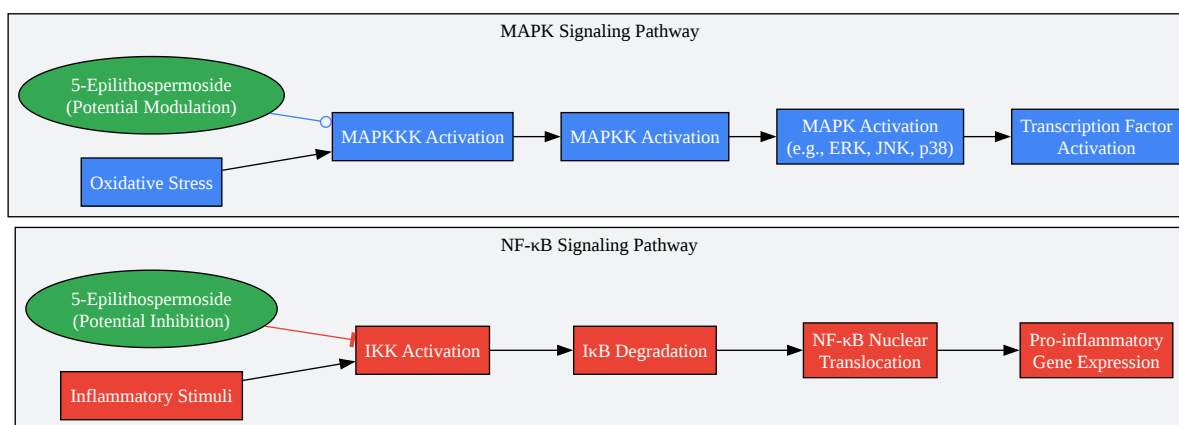 MAPK Signaling Pathway
5-Epilithospermoside
(Potential Modulation)
MAPKKK Activation
MAPKK Activation
MAPK Activation
(e.g., ERK, JNK, p38)
Transcription Factor
Activation
Oxidative Stress
NF-κB Signaling Pathway
5-Epilithospermoside
(Potential Inhibition)
IKK Activation
IκB Degradation
NF-κB Nuclear
Translocation
Pro-inflammatory
Gene Expression
Inflammatory Stimuli